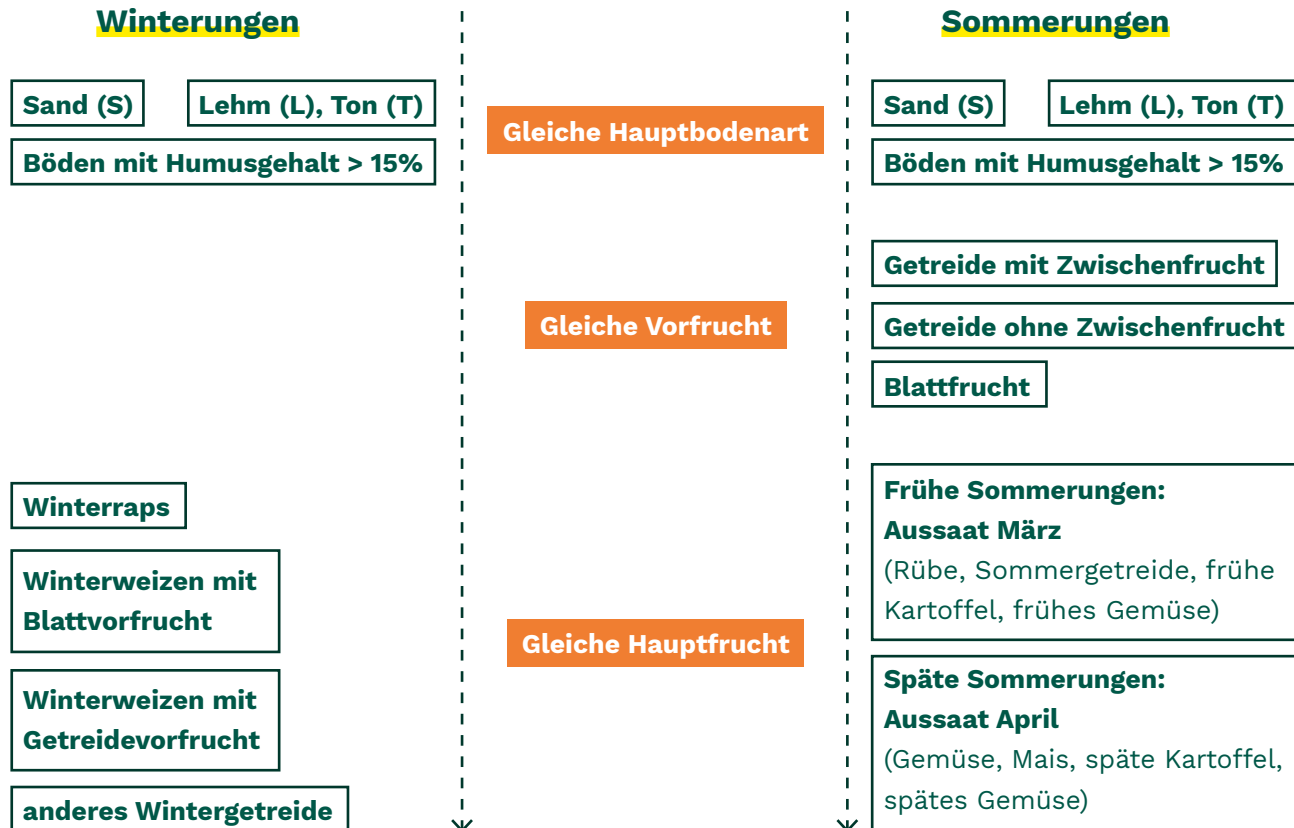 Winterungen
Sommerungen
Sand (S)
Lehm (L), Ton (T)
Böden mit Humusgehalt > 15%
Gleiche Hauptbodenart
Sand (S)
Lehm (L), Ton (T)
Böden mit Humusgehalt > 15%
Gleiche Vorfrucht
Getreide mit Zwischenfrucht
Getreide ohne Zwischenfrucht
Blattfrucht
Winterraps
Winterweizen mit
Blattvorfrucht
Winterweizen mit
Getreidevorfrucht
anderes Wintergetreide
Gleiche Hauptfrucht
Frühe Sommerungen:
Aussaat März
(Rübe, Sommergetreide, frühe
Kartoffel, frühes Gemüse)
Späte Sommerungen:
Aussaat April
(Gemüse, Mais, späte Kartoffel,
spätes Gemüse)